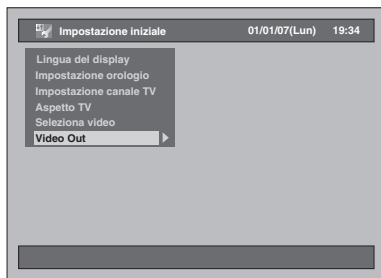 Impostazione iniziale 01/01/07(Lun) 19:34
Lingua del display
Impostazione orologio
Impostazione canale TV
Aspetto TV
Seleziona video
Video Out